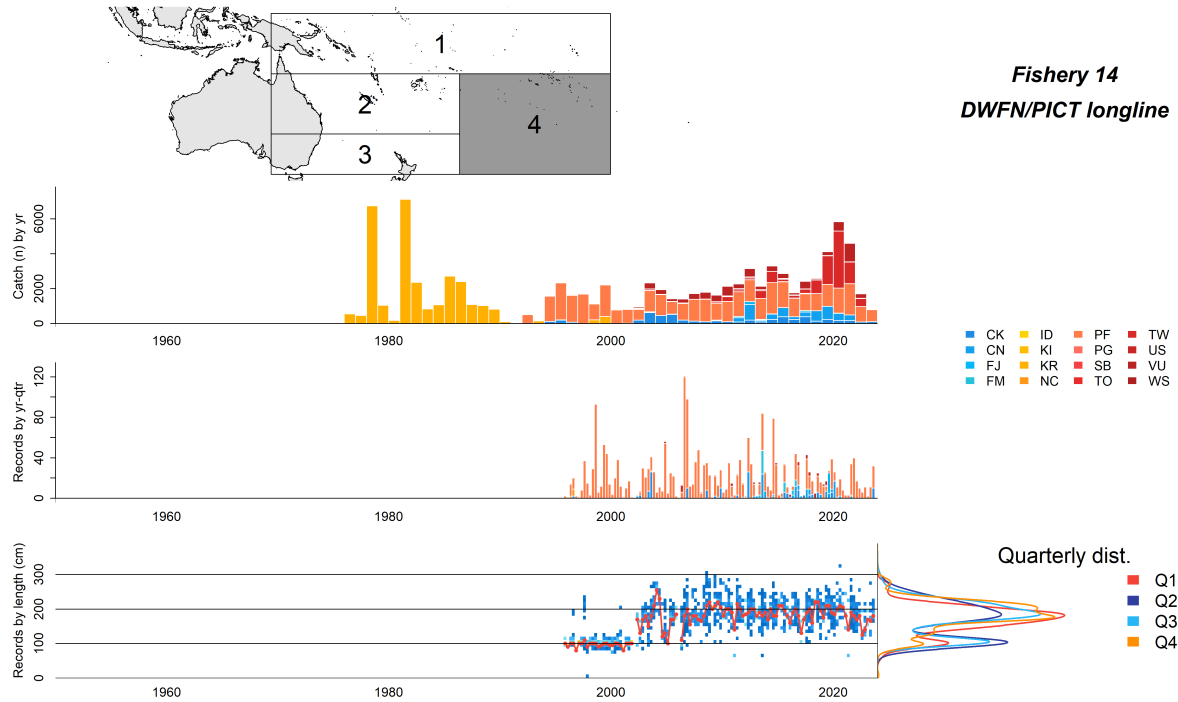 1
2
3
4
Fishery 14
DWFN/PICT longline
Catch (n) by yr
0
2000
6000
1960
1980
2000
2020
CK
ID
PF
TW
CN
KI
PG
US
FJ
KR
SB
VU
FM
NC
TO
WS
Records by yr-qtr
0
40
80
120
1960
1980
2000
2020
Records by length (cm)
0
100
200
300
1960
1980
2000
2020
Quarterly dist.
Q1
Q2
Q3
Q4